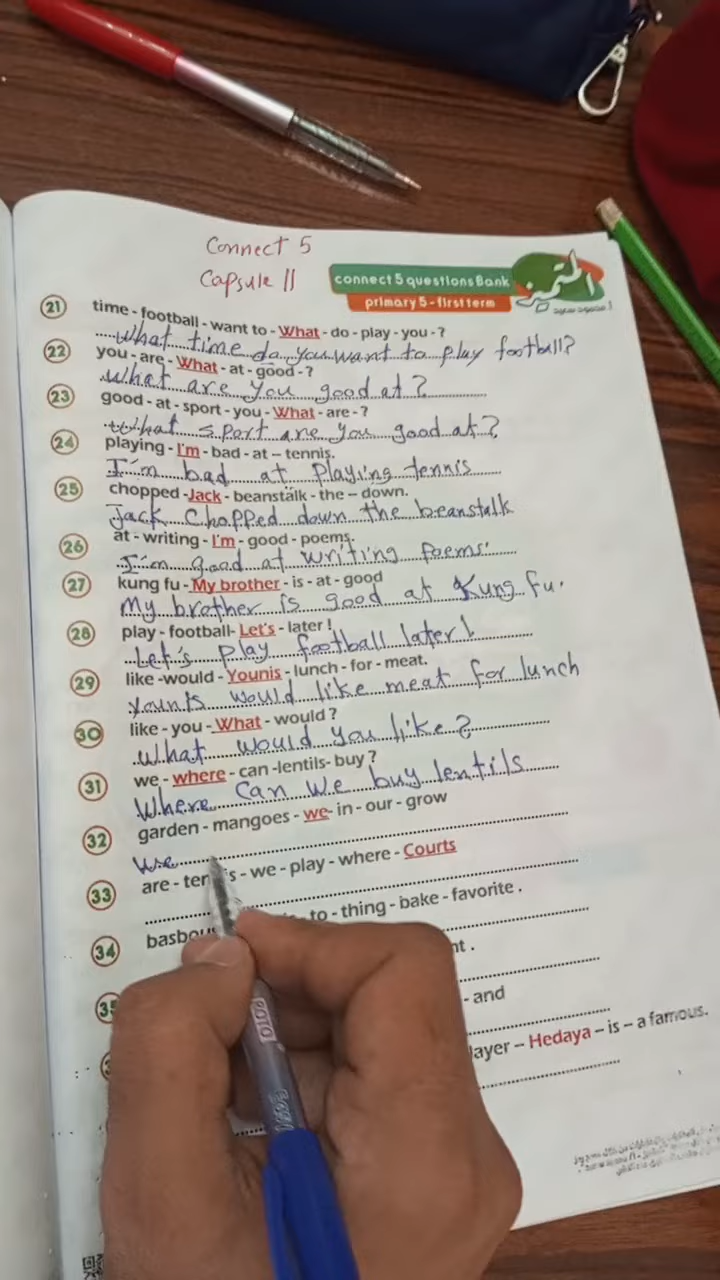 Connect 5
Capsule 11
connect 5 questions Bank
primary 5 - first term
المتميز
21 time - football - want to - What - do - play - you - ?
What time do you want to play football?
22 you - are - What - at - good - ?
What are you good at?
23 good - at - sport - you - What - are - ?
What sport are you good at?
24 playing - I'm - bad - at – tennis.
I'm bad at playing tennis
25 chopped - Jack - beanstalk - the – down.
Jack chopped down the beanstalk
26 at - writing - I'm - good - poems.
I'm good at writing poems.
27 kung fu - My brother - is - at - good
My brother is good at Kung fu.
28 play - football- Let's - later !
Let's play football later!
29 like -would - Younis - lunch - for - meat.
Younis would like meat for lunch
30 like - you - What - would ?
What would you like?
31 we - where - can -lentils- buy ?
Where can we buy lentils
32 garden - mangoes - we- in - our - grow
we
33 are - tennis - we - play - where - Courts
34 to - thing - bake - favorite .
35
- and
layer – Hedaya – is – a famous.